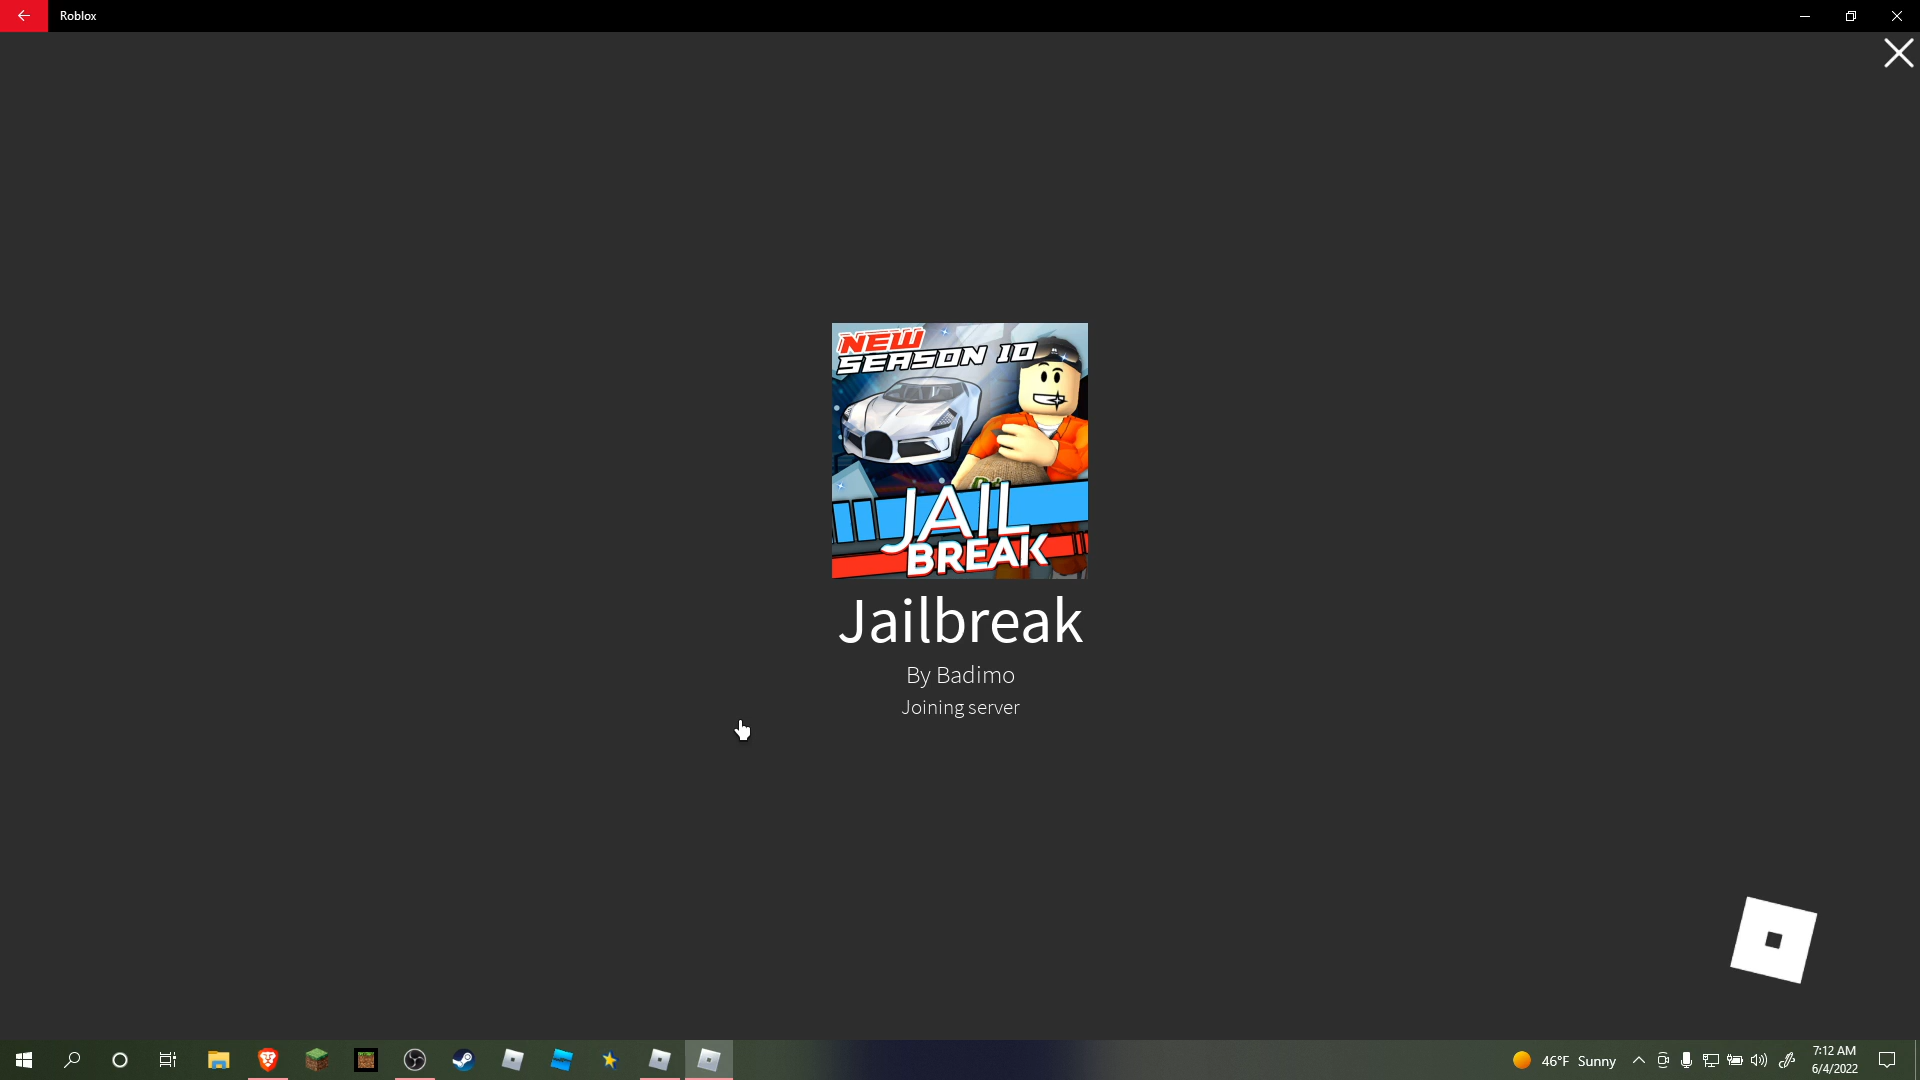 Roblox
NEW
SEASON 10
JAIL
BREAK
Jailbreak
By Badimo
Joining server
46°F Sunny
7:12 AM
6/4/2022